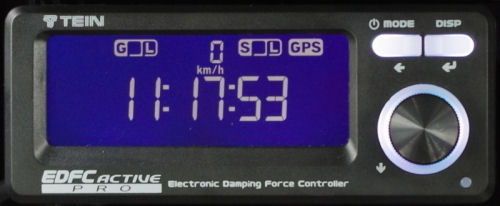 TEIN
MODE DISP
G L 0 S L GPS
km/h
11:17:53
EDFC ACTIVE
PRO
Electronic Damping Force Controller